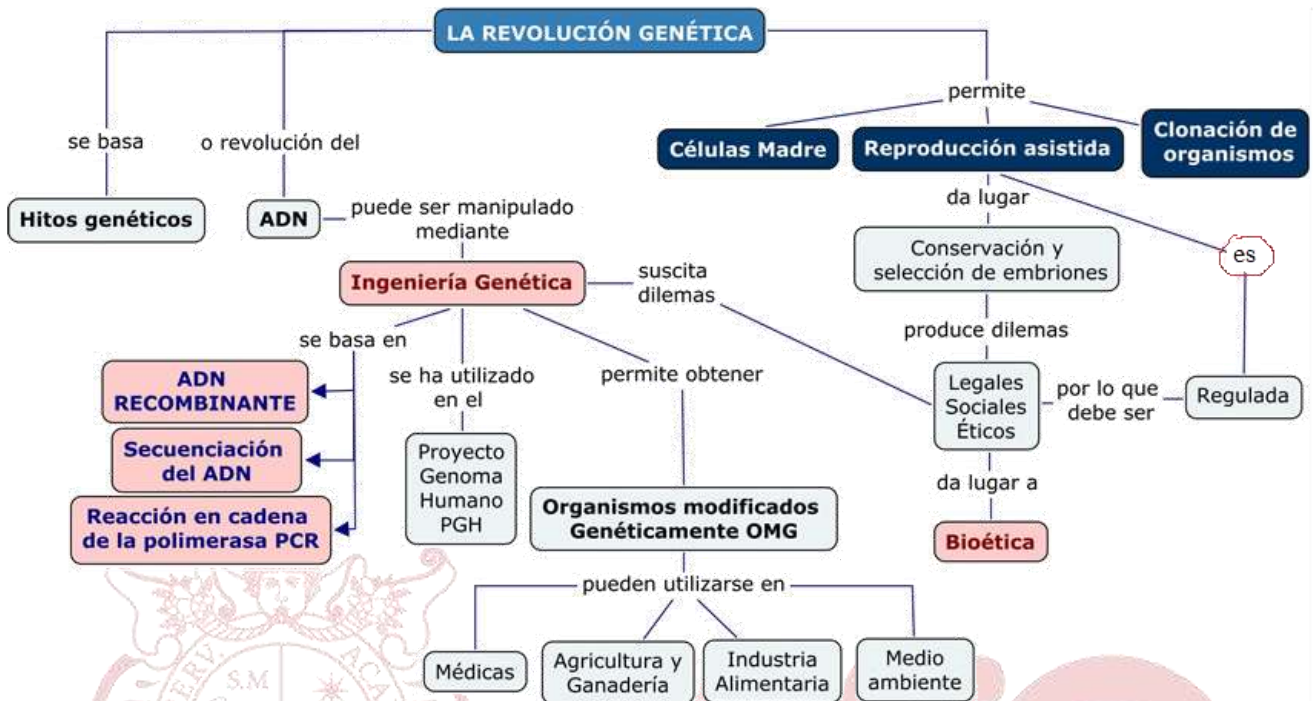 LA REVOLUCIÓN GENÉTICA
se basa
o revolución del
permite
Hitos genéticos
ADN
Células Madre
Reproducción asistida
Clonación de
organismos
puede ser manipulado
mediante
da lugar
es
Ingeniería Genética
suscita
dilemas
Conservación y
selección de embriones
se basa en
ADN
RECOMBINANTE
Secuenciación
del ADN
Reacción en cadena
de la polimerasa PCR
se ha utilizado
en el
Proyecto
Genoma
Humano
PGH
permite obtener
Organismos modificados
Genéticamente OMG
produce dilemas
Legales
Sociales
Éticos
por lo que
debe ser
Regulada
da lugar a
Bioética
pueden utilizarse en
Médicas
Agricultura y
Ganadería
Industria
Alimentaria
Medio
ambiente
S.M